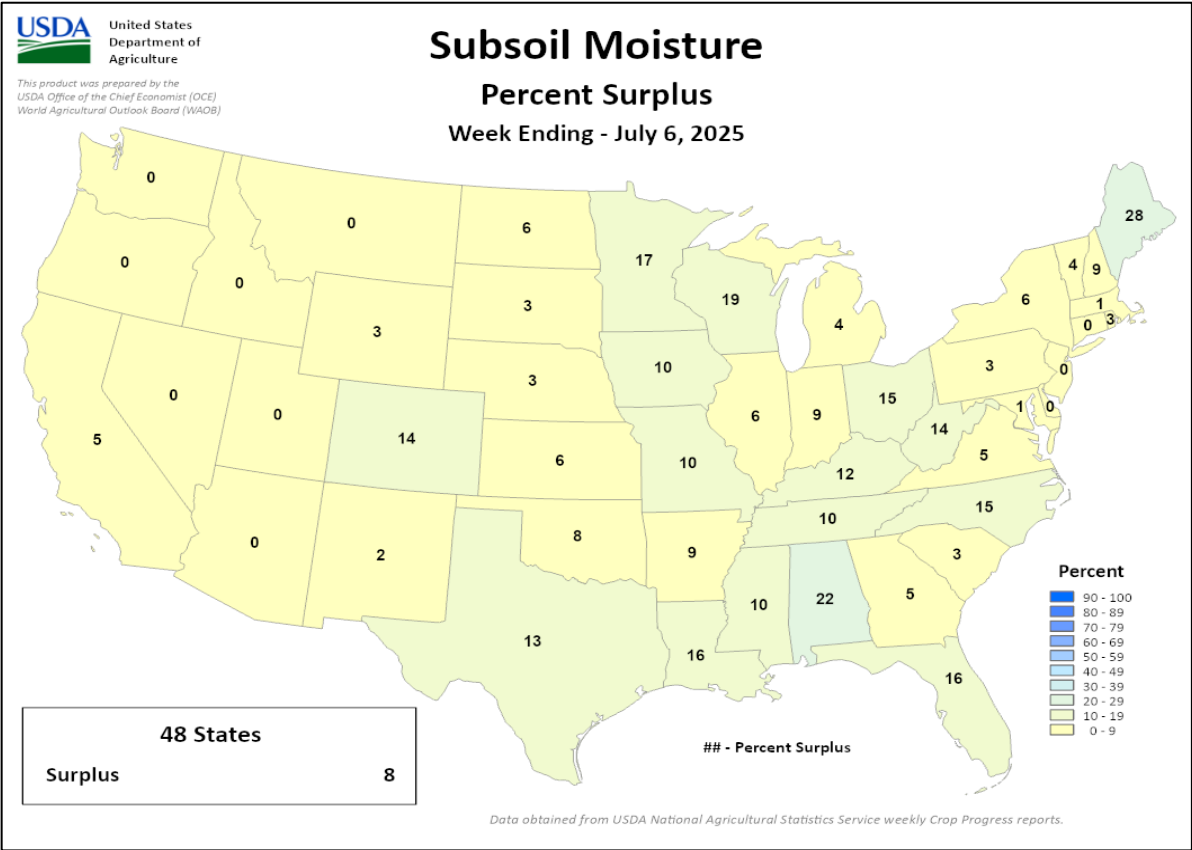 USDA
United States
Department of
Agriculture
This product was prepared by the
USDA Office of the Chief Economist (OCE)
World Agricultural Outlook Board (WAOB)
Subsoil Moisture
Percent Surplus
Week Ending - July 6, 2025
0
0
6
17
28
0
0
3
19
4
9
3
6
1
4
0
3
3
10
3
0
0
0
14
6
9
15
1
0
5
6
10
12
14
5
0
2
8
9
10
15
3
13
16
10
22
5
16
Percent
90 - 100
80 - 89
70 - 79
60 - 69
50 - 59
40 - 49
30 - 39
20 - 29
10 - 19
0 - 9
48 States
Surplus 8
## - Percent Surplus
Data obtained from USDA National Agricultural Statistics Service weekly Crop Progress reports.